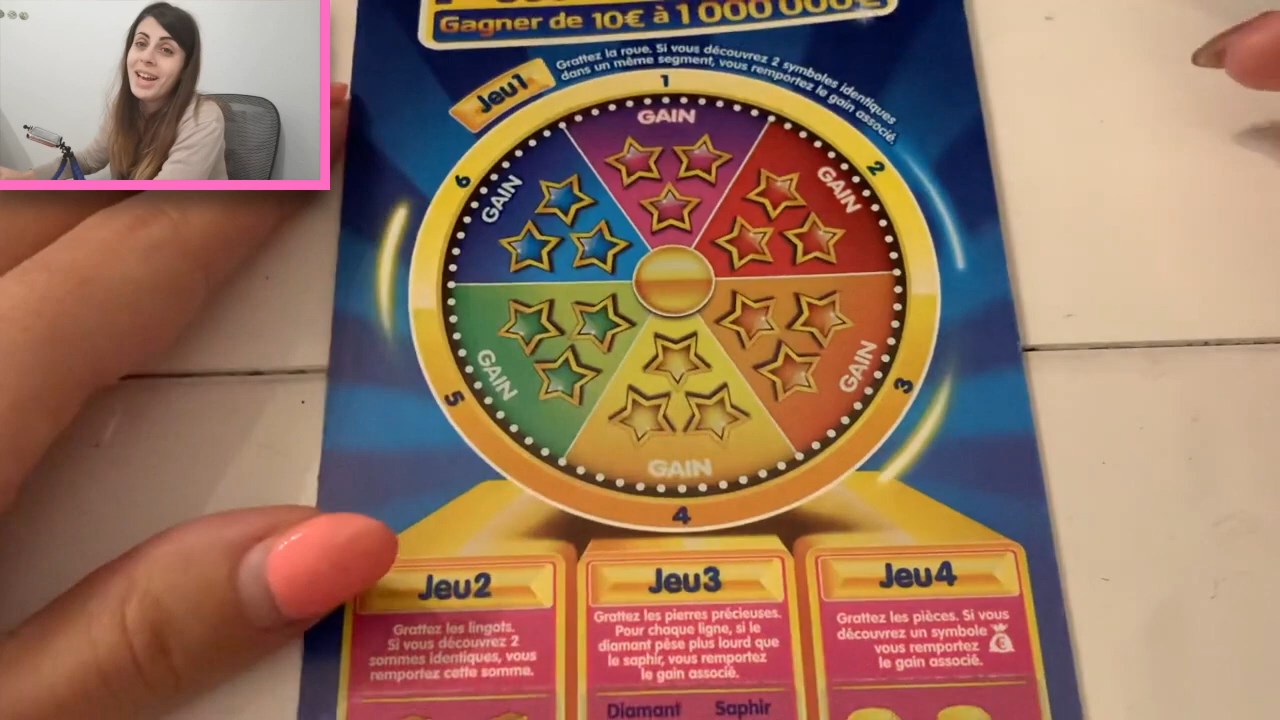 Gagner de 10€ à 1 000 000€
Jeu1
Grattez la roue. Si vous découvrez 2 symboles identiques
dans un même segment, vous remportez le gain associé.
1
GAIN
2
GAIN
6
GAIN
3
GAIN
5
GAIN
GAIN
4
Jeu2
Grattez les lingots.
Si vous découvrez 2
sommes identiques, vous
remportez cette somme.
Jeu3
Grattez les pierres précieuses.
Pour chaque ligne, si le
diamant pèse plus lourd que
le saphir, vous remportez
le gain associé.
Diamant Saphir
Jeu4
Grattez les pièces. Si vous
découvrez un symbole
vous remportez
le gain associé.